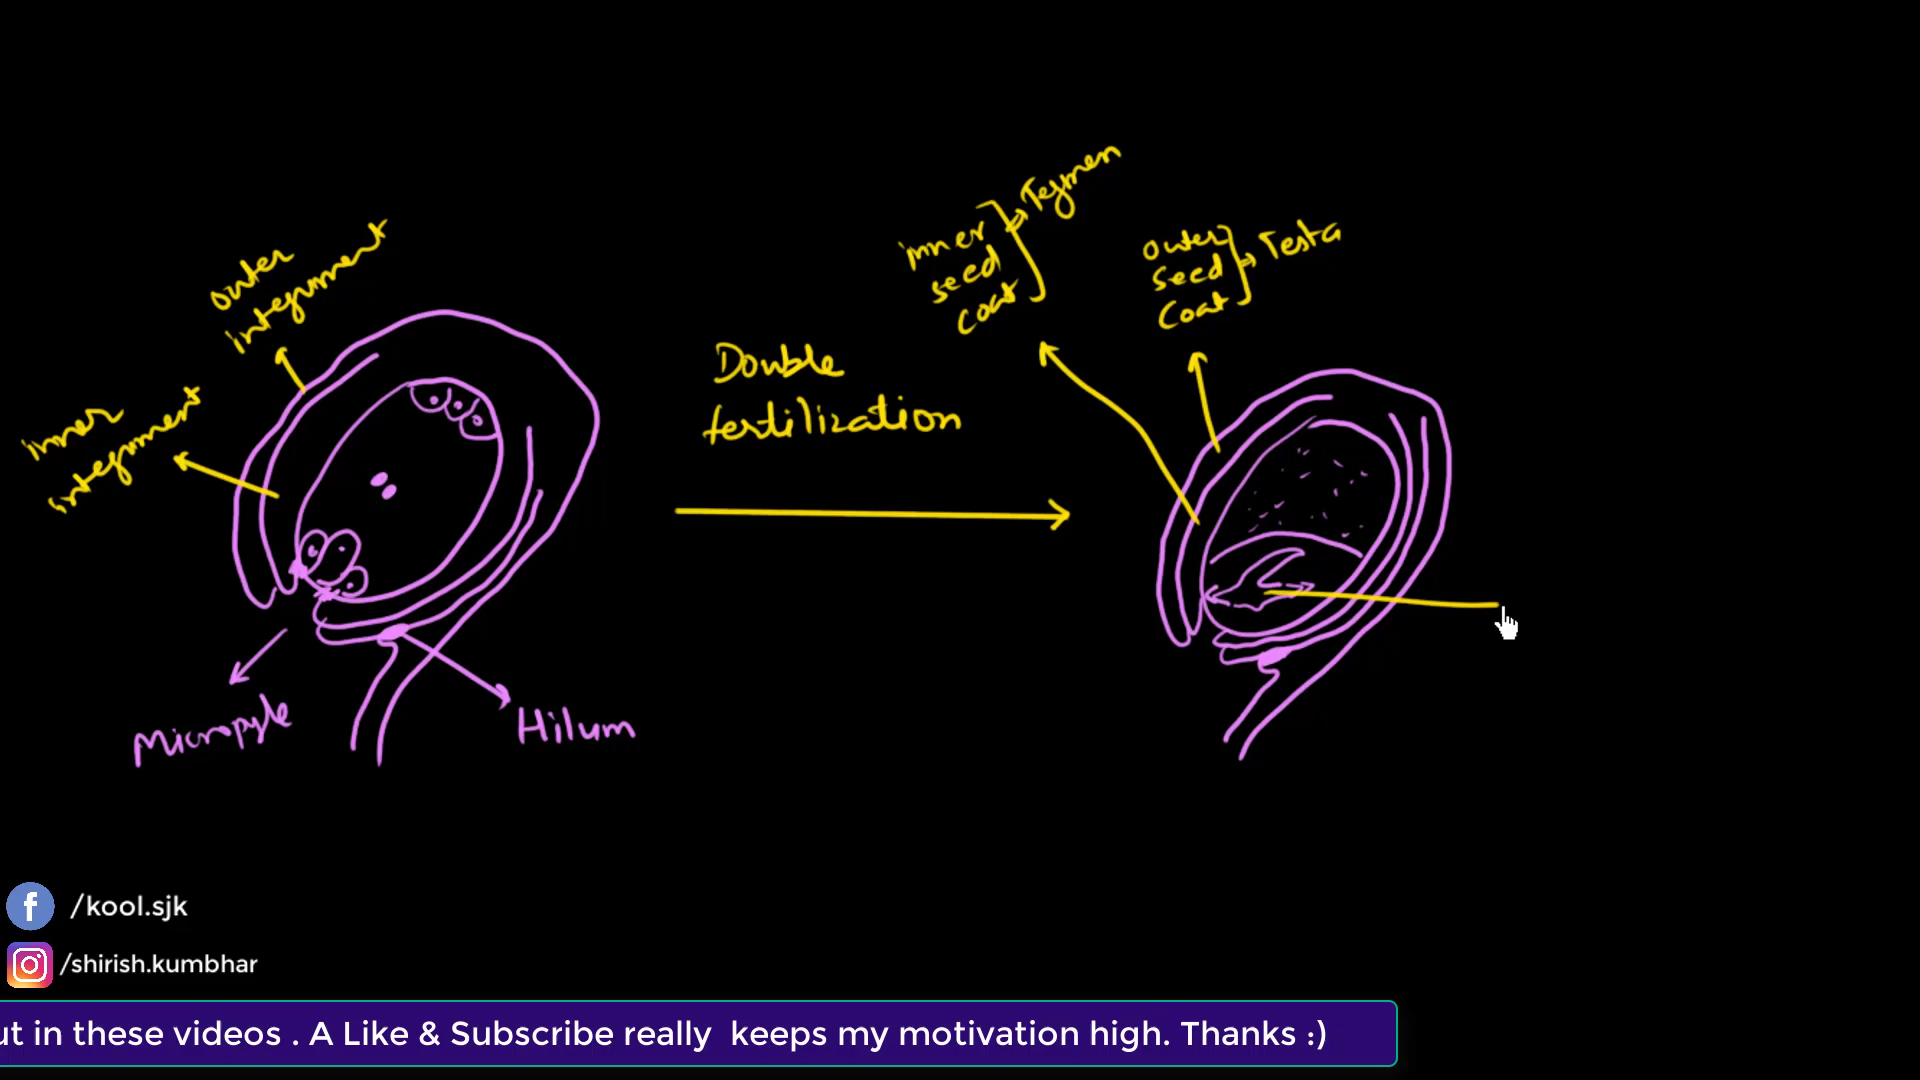 outer
integument
inner
integument
Micropyle
Hilum
Double
fertilization
inner
seed
coat
Tegmen
outer
seed
coat
Testa
/kool.sjk
/shirish.kumbhar
ut in these videos . A Like & Subscribe really keeps my motivation high. Thanks :)